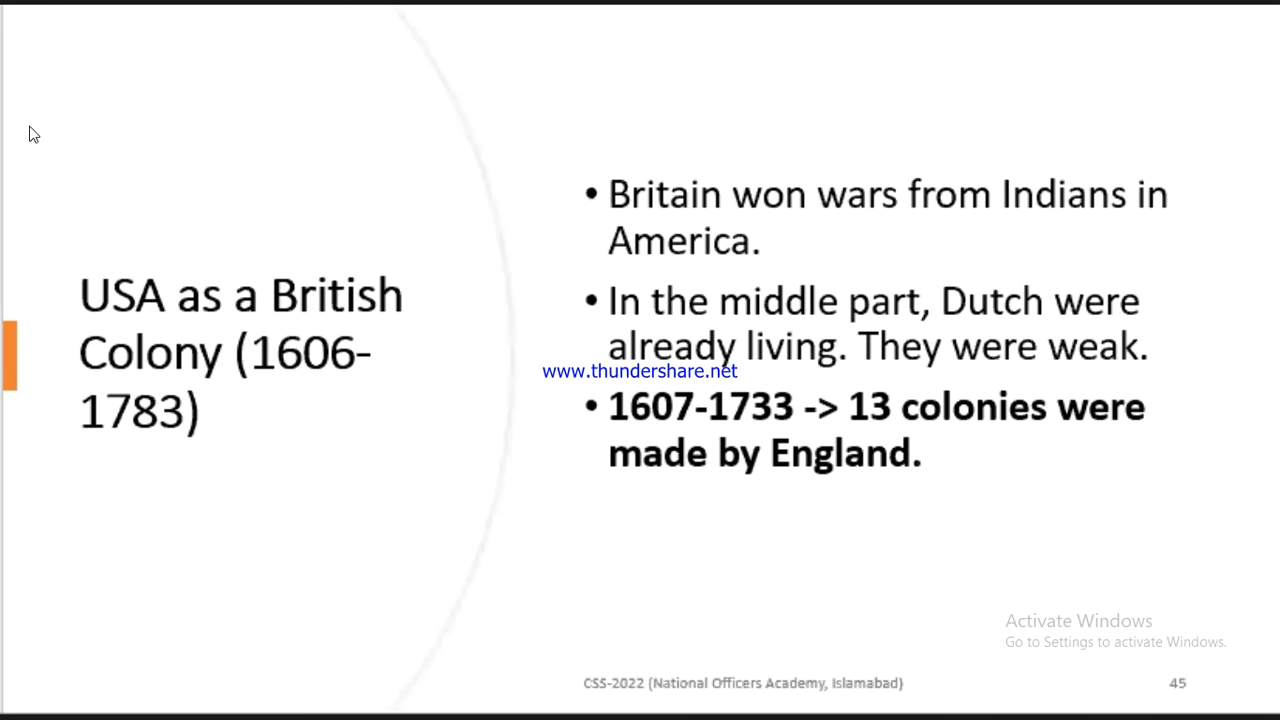 USA as a British
Colony (1606-
1783)
• Britain won wars from Indians in
America.
• In the middle part, Dutch were
already living. They were weak.
www.thundershare.net
• 1607-1733 -> 13 colonies were
made by England.
Activate Windows
Go to Settings to activate Windows.
CSS-2022 (National Officers Academy, Islamabad)
45